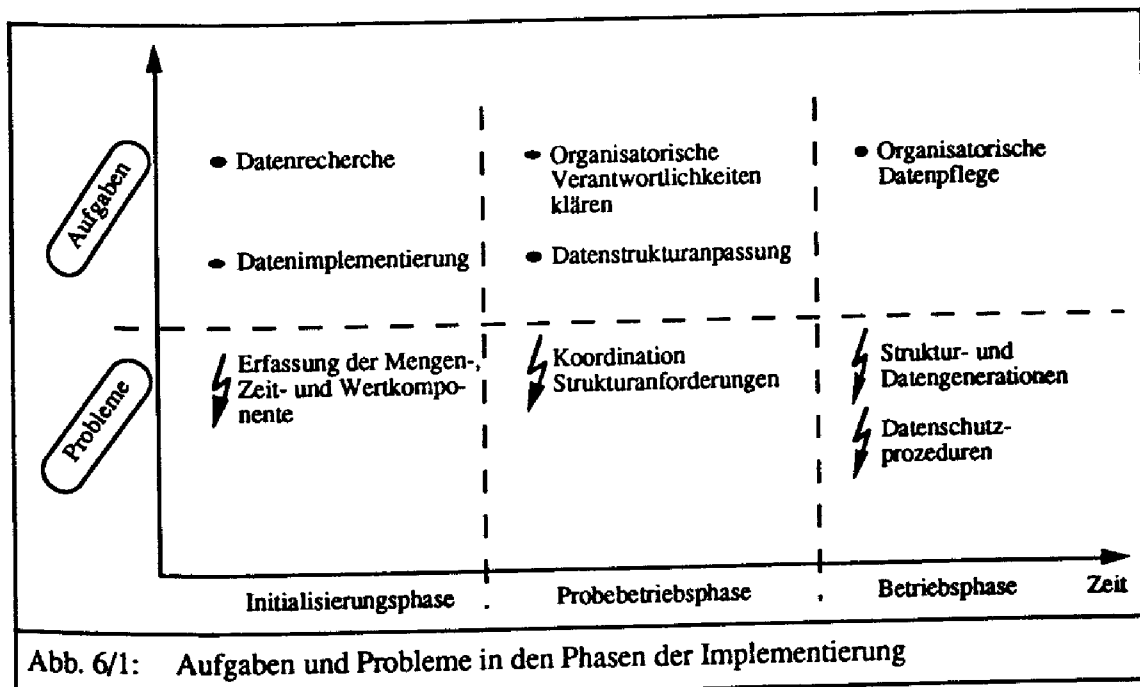 Aufgaben
• Datenrecherche
• Datenimplementierung
• Organisatorische
Verantwortlichkeiten
klären
• Datenstrukturanpassung
• Organisatorische
Datenpflege
Probleme
Erfassung der Mengen-,
Zeit- und Wertkompo-
nente
Koordination
Strukturanforderungen
Struktur- und
Datengenerationen
Datenschutz-
prozeduren
Initialisierungsphase
Probebetriebsphase
Betriebsphase
Zeit
Abb. 6/1: Aufgaben und Probleme in den Phasen der Implementierung